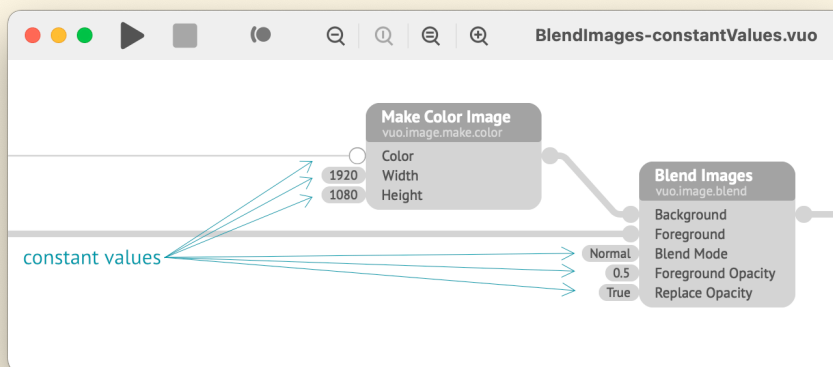 BlendImages-constantValues.vuo
Make Color Image
vuo.image.make.color
Color
1920 Width
1080 Height
Blend Images
vuo.image.blend
Background
Foreground
Normal Blend Mode
0.5 Foreground Opacity
True Replace Opacity
constant values